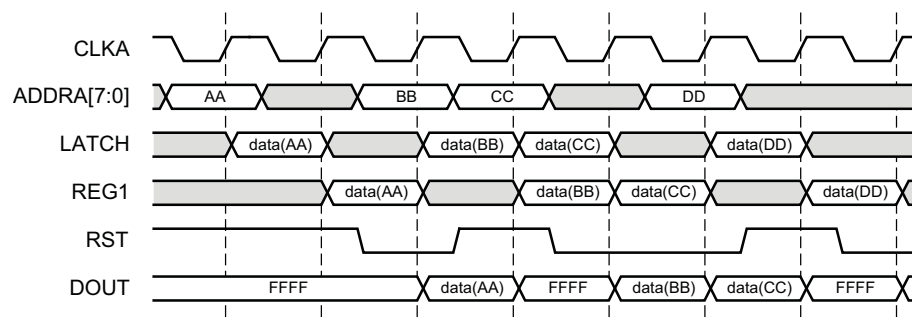 CLKA
ADDRA[7:0] AA BB CC DD
LATCH data(AA) data(BB) data(CC) data(DD)
REG1 data(AA) data(BB) data(CC) data(DD)
RST
DOUT FFFF data(AA) FFFF data(BB) data(CC) FFFF